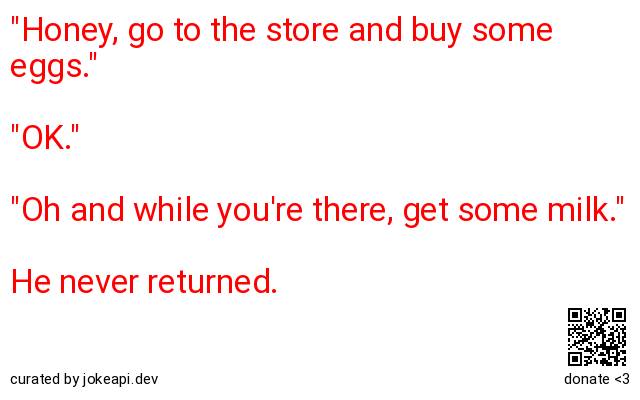 "Honey, go to the store and buy some
eggs."
"OK."
"Oh and while you're there, get some milk."
He never returned.
curated by jokeapi.dev
donate <3